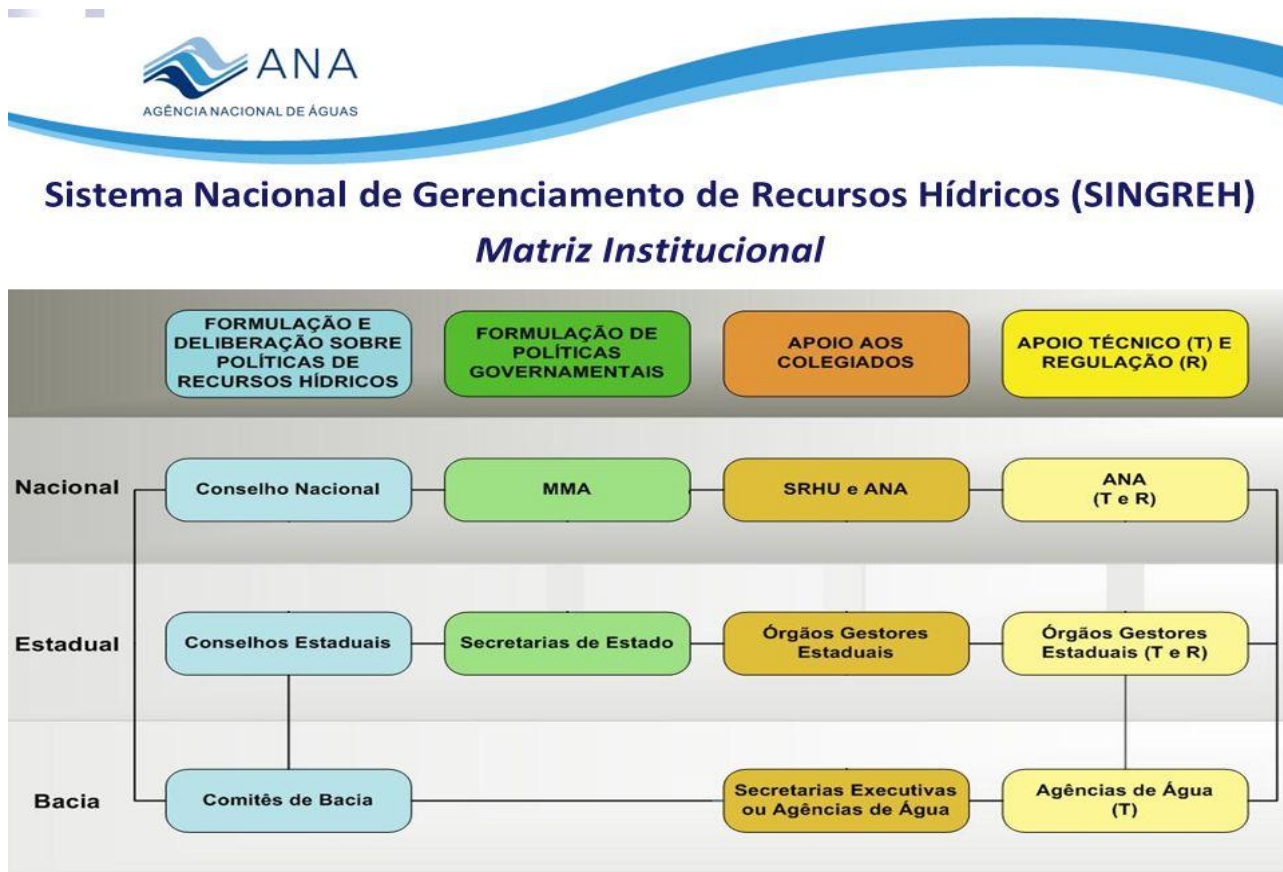 ANA
AGÊNCIA NACIONAL DE ÁGUAS
Sistema Nacional de Gerenciamento de Recursos Hídricos (SINGREH)
Matriz Institucional
FORMULAÇÃO E
DELIBERAÇÃO SOBRE
POLÍTICAS DE
RECURSOS HÍDRICOS
FORMULAÇÃO DE
POLÍTICAS
GOVERNAMENTAIS
APOIO AOS
COLEGIADOS
APOIO TÉCNICO (T) E
REGULAÇÃO (R)
Nacional
Conselho Nacional
MMA
SRHU e ANA
ANA
(T e R)
Estadual
Conselhos Estaduais
Secretarias de Estado
Órgãos Gestores
Estaduais
Órgãos Gestores
Estaduais (T e R)
Bacia
Comitês de Bacia
Secretarias Executivas
ou Agências de Água
Agências de Água
(T)